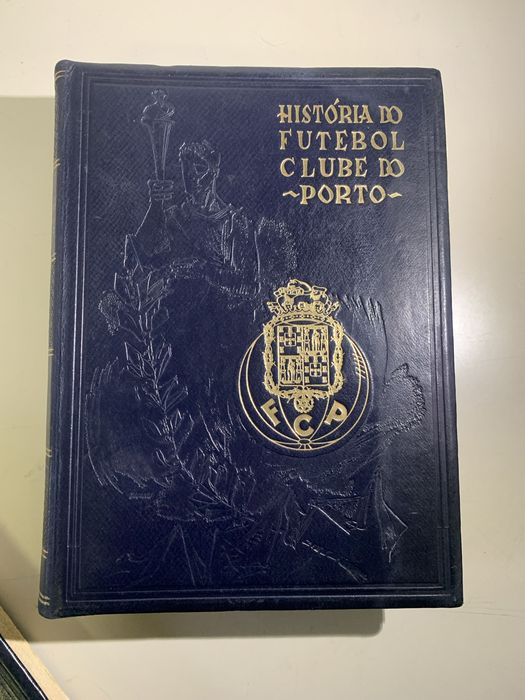 HISTÓRIA DO
FUTEBOL
CLUBE DO
~PORTO~
FCP